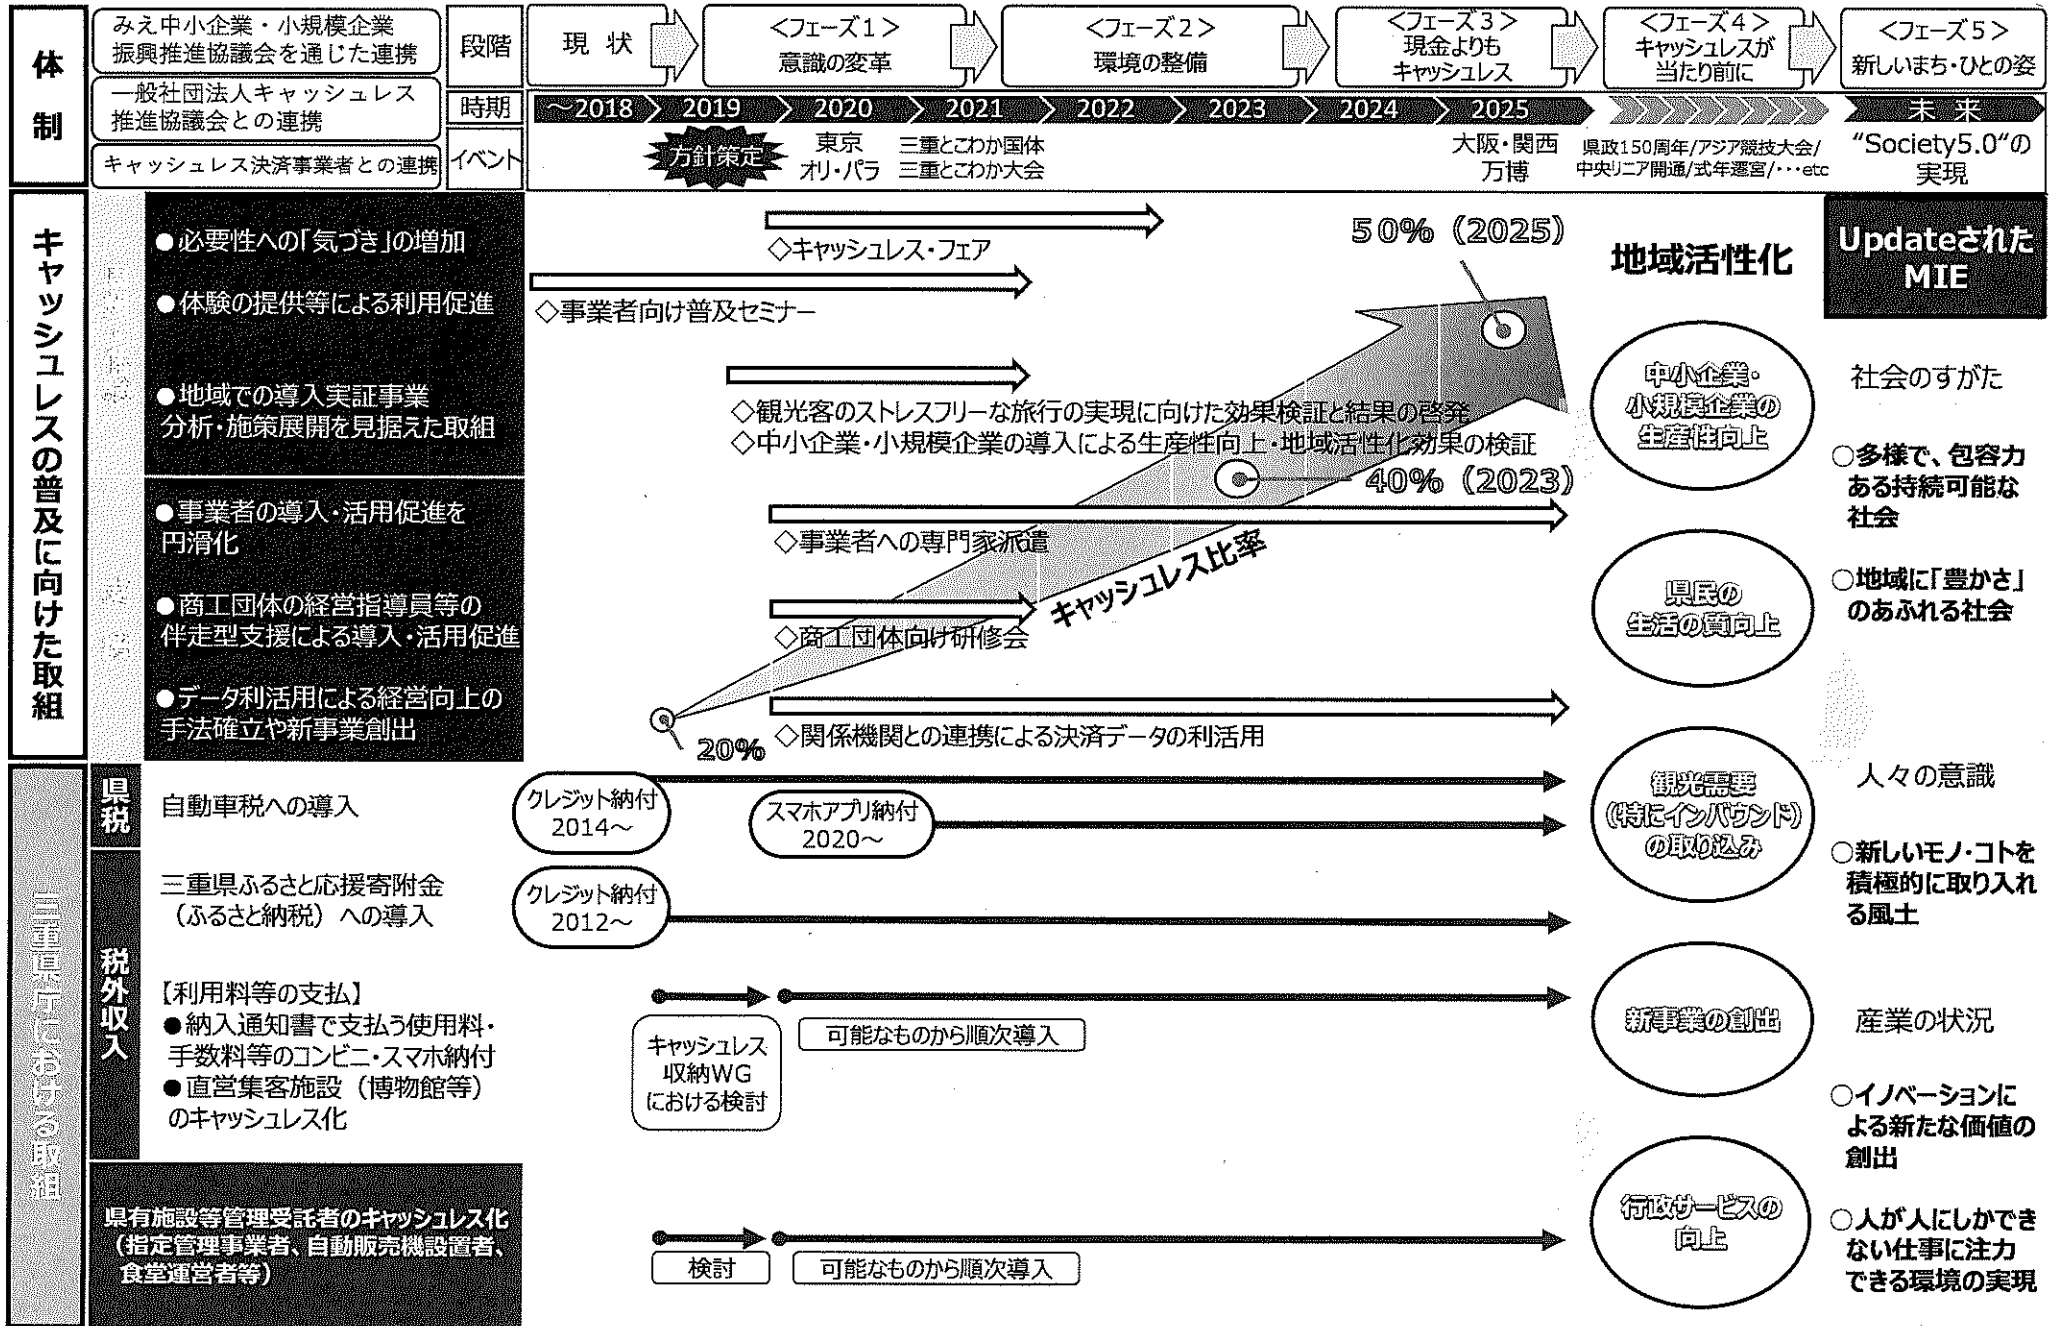 体制
みえ中小企業・小規模企業
振興推進協議会を通じた連携
一般社団法人キャッシュレス
推進協議会との連携
キャッシュレス決済事業者との連携
段階
現 状
<フェーズ1>
意識の変革
<フェーズ2>
環境の整備
<フェーズ3>
現金よりも
キャッシュレス
<フェーズ4>
キャッシュレスが
当たり前に
<フェーズ5>
新しいまち・ひとの姿
時期
～2018
2019
2020
2021
2022
2023
2024
2025
未 来
イベント
方針策定
東京
オリ・パラ
三重とこわか国体
三重とこわか大会
大阪・関西
万博
県政150周年/アジア競技大会/
中央リニア開通/式年遷宮/・・・etc
“Society5.0“の
実現
キャッシュレスの普及に向けた取組
●必要性への「気づき」の増加
●体験の提供等による利用促進
●地域での導入実証事業
分析・施策展開を見据えた取組
●事業者の導入・活用促進を
円滑化
●商工団体の経営指導員等の
伴走型支援による導入・活用促進
●データ利活用による経営向上の
手法確立や新事業創出
◇キャッシュレス・フェア
◇事業者向け普及セミナー
◇観光客のストレスフリーな旅行の実現に向けた効果検証と結果の啓発
◇中小企業・小規模企業の導入による生産性向上・地域活性化効果の検証
◇事業者への専門家派遣
◇商工団体向け研修会
◇関係機関との連携による決済データの利活用
50%（2025）
40%（2023）
20%
キャッシュレス比率
三重県庁における取組
県税
自動車税への導入
クレジット納付
2014～
スマホアプリ納付
2020～
税外収入
三重県ふるさと応援寄附金
（ふるさと納税）への導入
クレジット納付
2012～
【利用料等の支払】
●納入通知書で支払う使用料・
手数料等のコンビニ・スマホ納付
●直営集客施設（博物館等）
のキャッシュレス化
キャッシュレス
収納WG
における検討
可能なものから順次導入
県有施設等管理受託者のキャッシュレス化
（指定管理事業者、自動販売機設置者、
食堂運営者等）
検討
可能なものから順次導入
地域活性化
中小企業・
小規模企業の
生産性向上
県民の
生活の質向上
観光需要
（特にインバウンド）
の取り込み
新事業の創出
行政サービスの
向上
Updateされた
MIE
社会のすがた
○多様で、包容力
ある持続可能な
社会
○地域に「豊かさ」
のあふれる社会
人々の意識
○新しいモノ・コトを
積極的に取り入れ
る風土
産業の状況
○イノベーションに
よる新たな価値の
創出
○人が人にしかでき
ない仕事に注力
できる環境の実現